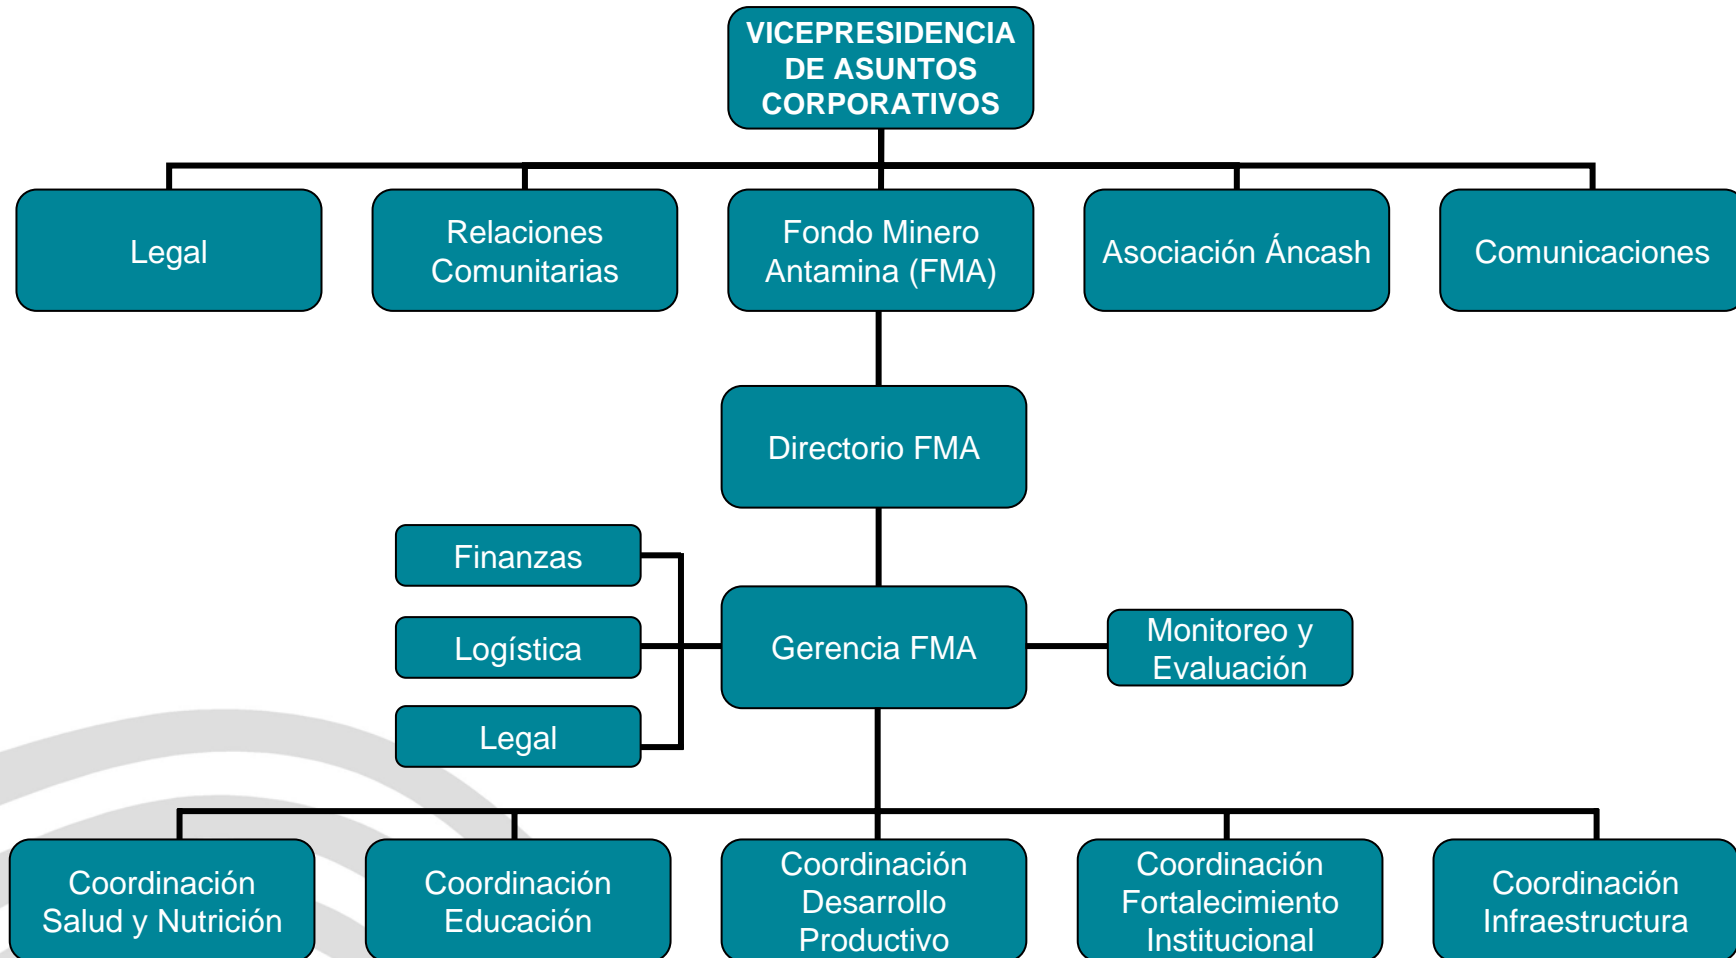 VICEPRESIDENCIA
DE ASUNTOS
CORPORATIVOS
Legal
Relaciones
Comunitarias
Fondo Minero
Antamina (FMA)
Asociación Áncash
Comunicaciones
Directorio FMA
Finanzas
Logística
Legal
Gerencia FMA
Monitoreo y
Evaluación
Coordinación
Salud y Nutrición
Coordinación
Educación
Coordinación
Desarrollo
Productivo
Coordinación
Fortalecimiento
Institucional
Coordinación
Infraestructura